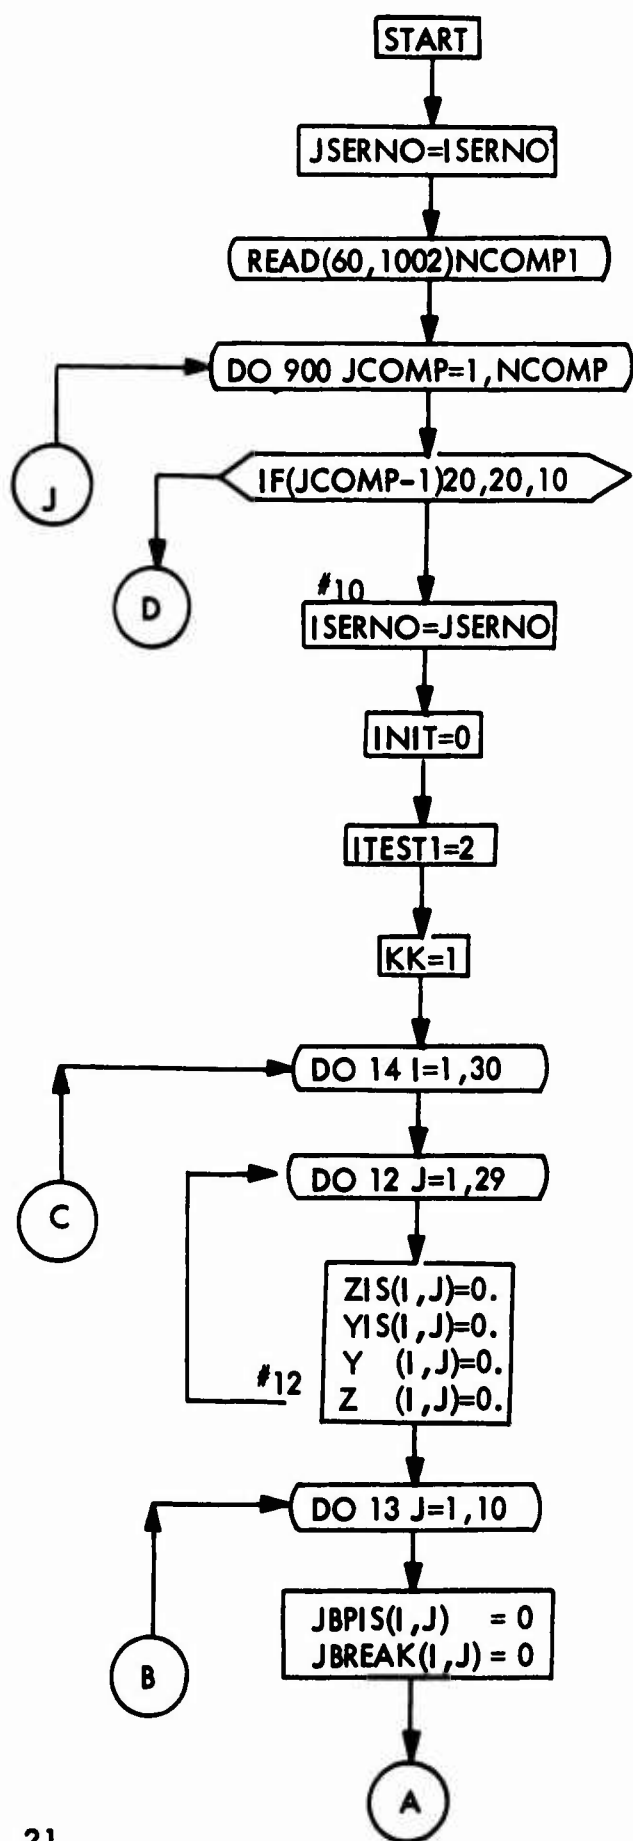 START
JSERNO=ISERNO
READ(60,1002)NCOMP1
DO 900 JCOMP=1,NCOMP
J
IF(JCOMP-1)20,20,10
D
#10
ISERNO=JSERNO
INIT=0
ITEST1=2
KK=1
DO 14 I=1,30
C
DO 12 J=1,29
ZIS(I,J)=0.
YIS(I,J)=0.
Y (I,J)=0.
#12
Z (I,J)=0.
DO 13 J=1,10
B
JBPIS(I,J) = 0
JBREAK(I,J) = 0
A
21